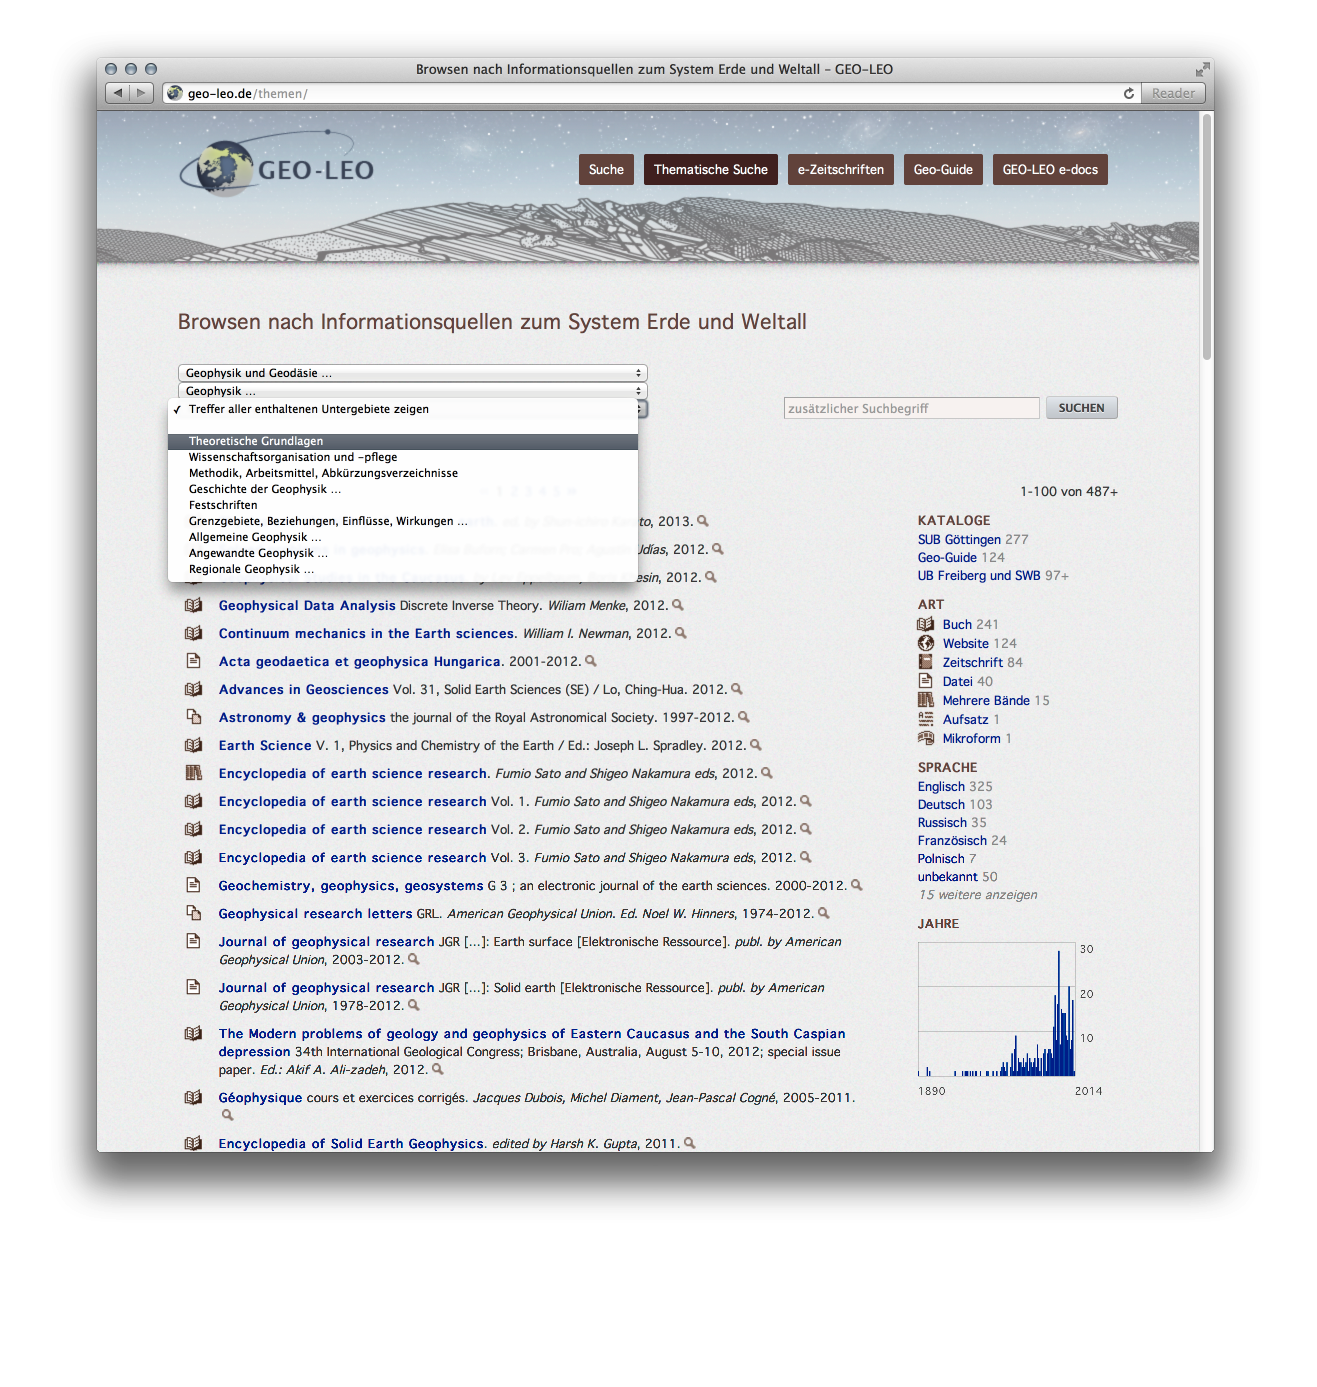 Browsen nach Informationsquellen zum System Erde und Weltall – GEO-LEO
geo-leo.de/themen/
Reader
GEO-LEO
Suche
Thematische Suche
e-Zeitschriften
Geo-Guide
GEO-LEO e-docs
Browsen nach Informationsquellen zum System Erde und Weltall
Geophysik und Geodäsie ...
Geophysik ...
✓ Treffer aller enthaltenen Untergebiete zeigen
Theoretische Grundlagen
Wissenschaftsorganisation und -pflege
Methodik, Arbeitsmittel, Abkürzungsverzeichnisse
Geschichte der Geophysik ...
Festschriften
Grenzgebiete, Beziehungen, Einflüsse, Wirkungen ...
Allgemeine Geophysik ...
Angewandte Geophysik ...
Regionale Geophysik ...
zusätzlicher Suchbegriff
SUCHEN
1-100 von 487+
2013.
2012.
2012.
Geophysical Data Analysis Discrete Inverse Theory. Wiliam Menke, 2012.
Continuum mechanics in the Earth sciences. William I. Newman, 2012.
Acta geodaetica et geophysica Hungarica. 2001-2012.
Advances in Geosciences Vol. 31, Solid Earth Sciences (SE) / Lo, Ching-Hua. 2012.
Astronomy & geophysics the journal of the Royal Astronomical Society. 1997-2012.
Earth Science V. 1, Physics and Chemistry of the Earth / Ed.: Joseph L. Spradley. 2012.
Encyclopedia of earth science research. Fumio Sato and Shigeo Nakamura eds, 2012.
Encyclopedia of earth science research Vol. 1. Fumio Sato and Shigeo Nakamura eds, 2012.
Encyclopedia of earth science research Vol. 2. Fumio Sato and Shigeo Nakamura eds, 2012.
Encyclopedia of earth science research Vol. 3. Fumio Sato and Shigeo Nakamura eds, 2012.
Geochemistry, geophysics, geosystems G 3 ; an electronic journal of the earth sciences. 2000-2012.
Geophysical research letters GRL. American Geophysical Union. Ed. Noel W. Hinners, 1974-2012.
Journal of geophysical research JGR [...]: Earth surface [Elektronische Ressource]. publ. by American
Geophysical Union, 2003-2012.
Journal of geophysical research JGR [...]: Solid earth [Elektronische Ressource]. publ. by American
Geophysical Union, 1978-2012.
The Modern problems of geology and geophysics of Eastern Caucasus and the South Caspian
depression 34th International Geological Congress; Brisbane, Australia, August 5-10, 2012; special issue
paper. Ed.: Akif A. Ali-zadeh, 2012.
Géophysique cours et exercices corrigés. Jacques Dubois, Michel Diament, Jean-Pascal Cogné, 2005-2011.
Encyclopedia of Solid Earth Geophysics. edited by Harsh K. Gupta, 2011.
KATALOGE
SUB Göttingen 277
Geo-Guide 124
UB Freiberg und SWB 97+
ART
Buch 241
Website 124
Zeitschrift 84
Datei 40
Mehrere Bände 15
Aufsatz 1
Mikroform 1
SPRACHE
Englisch 325
Deutsch 103
Russisch 35
Französisch 24
Polnisch 7
unbekannt 50
15 weitere anzeigen
JAHRE
30
20
10
1890 2014